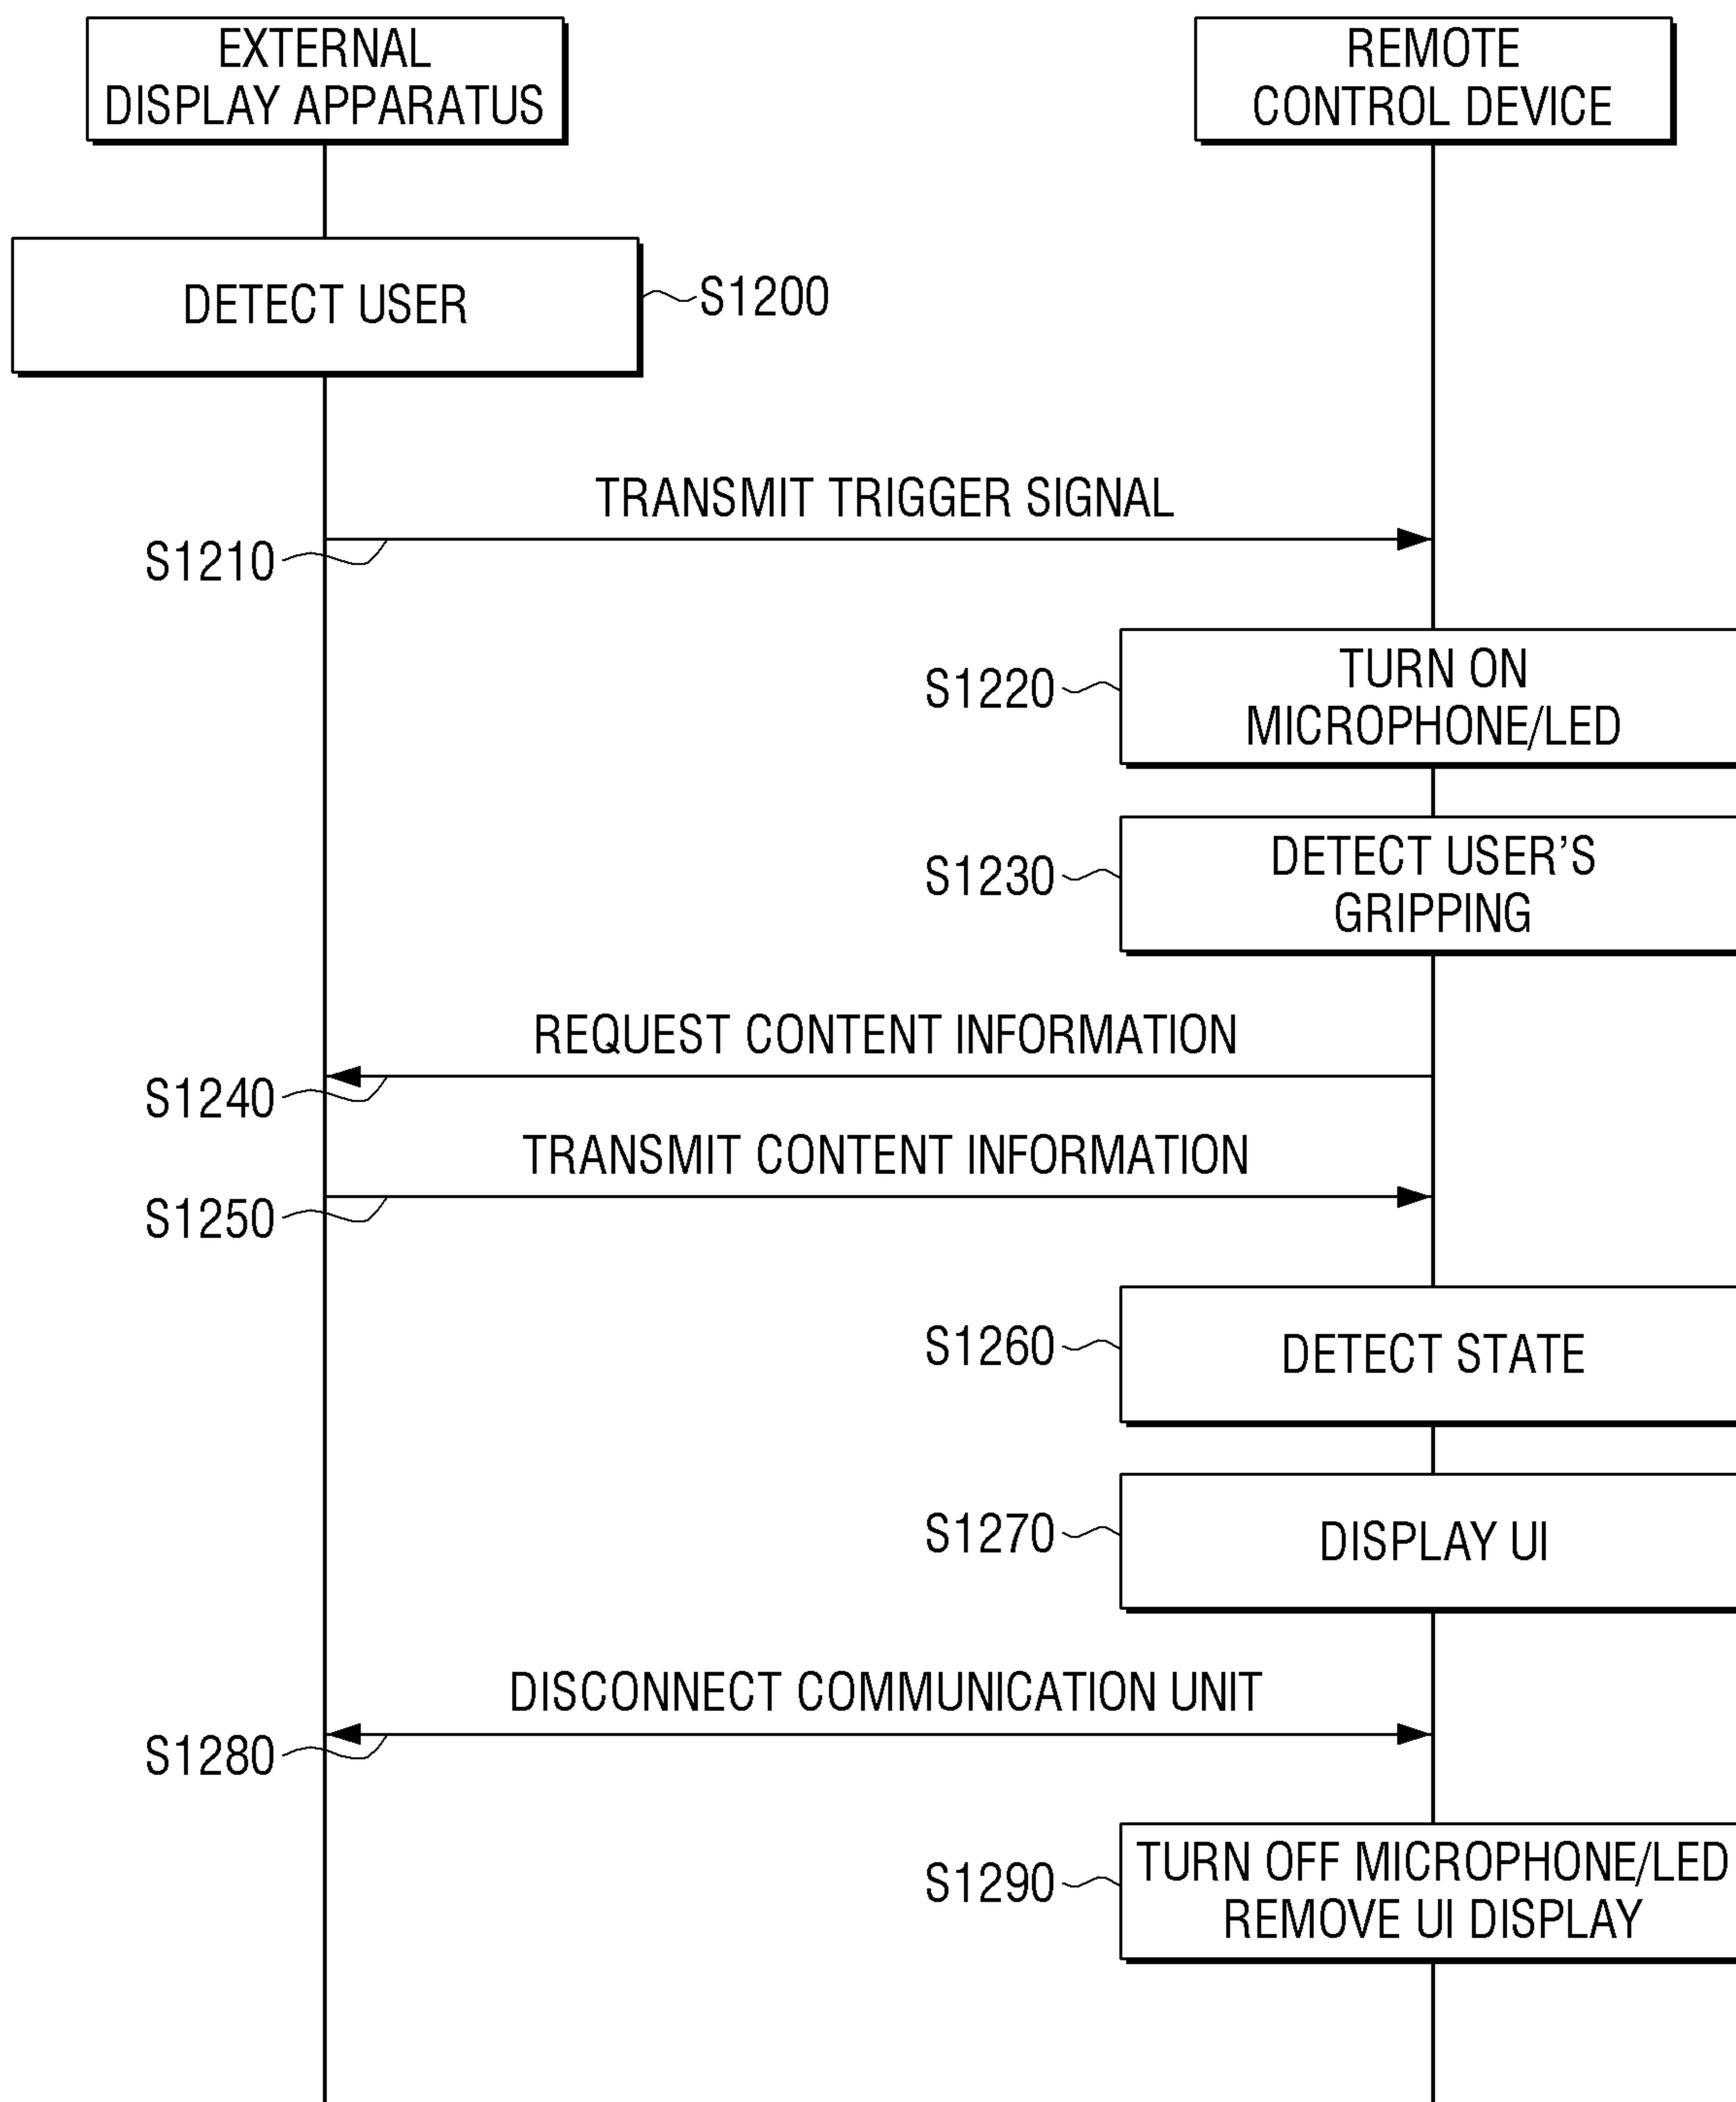 EXTERNAL
DISPLAY APPARATUS
REMOTE
CONTROL DEVICE
DETECT USER
S1200
TRANSMIT TRIGGER SIGNAL
S1210
TURN ON
MICROPHONE/LED
S1220
DETECT USER'S
GRIPPING
S1230
REQUEST CONTENT INFORMATION
S1240
TRANSMIT CONTENT INFORMATION
S1250
S1260
DETECT STATE
S1270
DISPLAY UI
DISCONNECT COMMUNICATION UNIT
S1280
TURN OFF MICROPHONE/LED
REMOVE UI DISPLAY
S1290